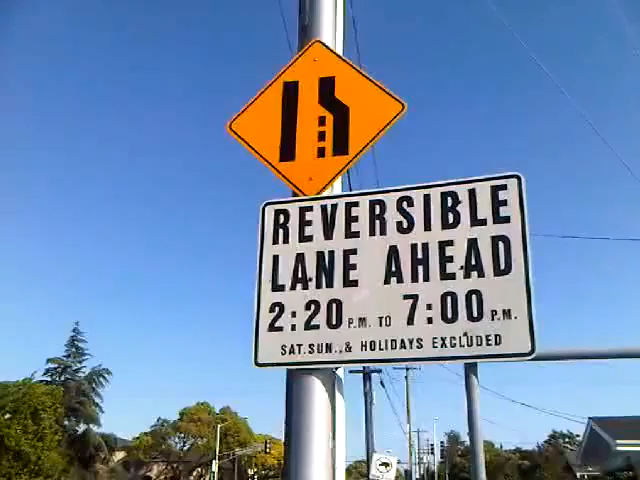 REVERSIBLE
LANE AHEAD
2:20 P.M. TO 7:00 P.M.
SAT. SUN., & HOLIDAYS EXCLUDED